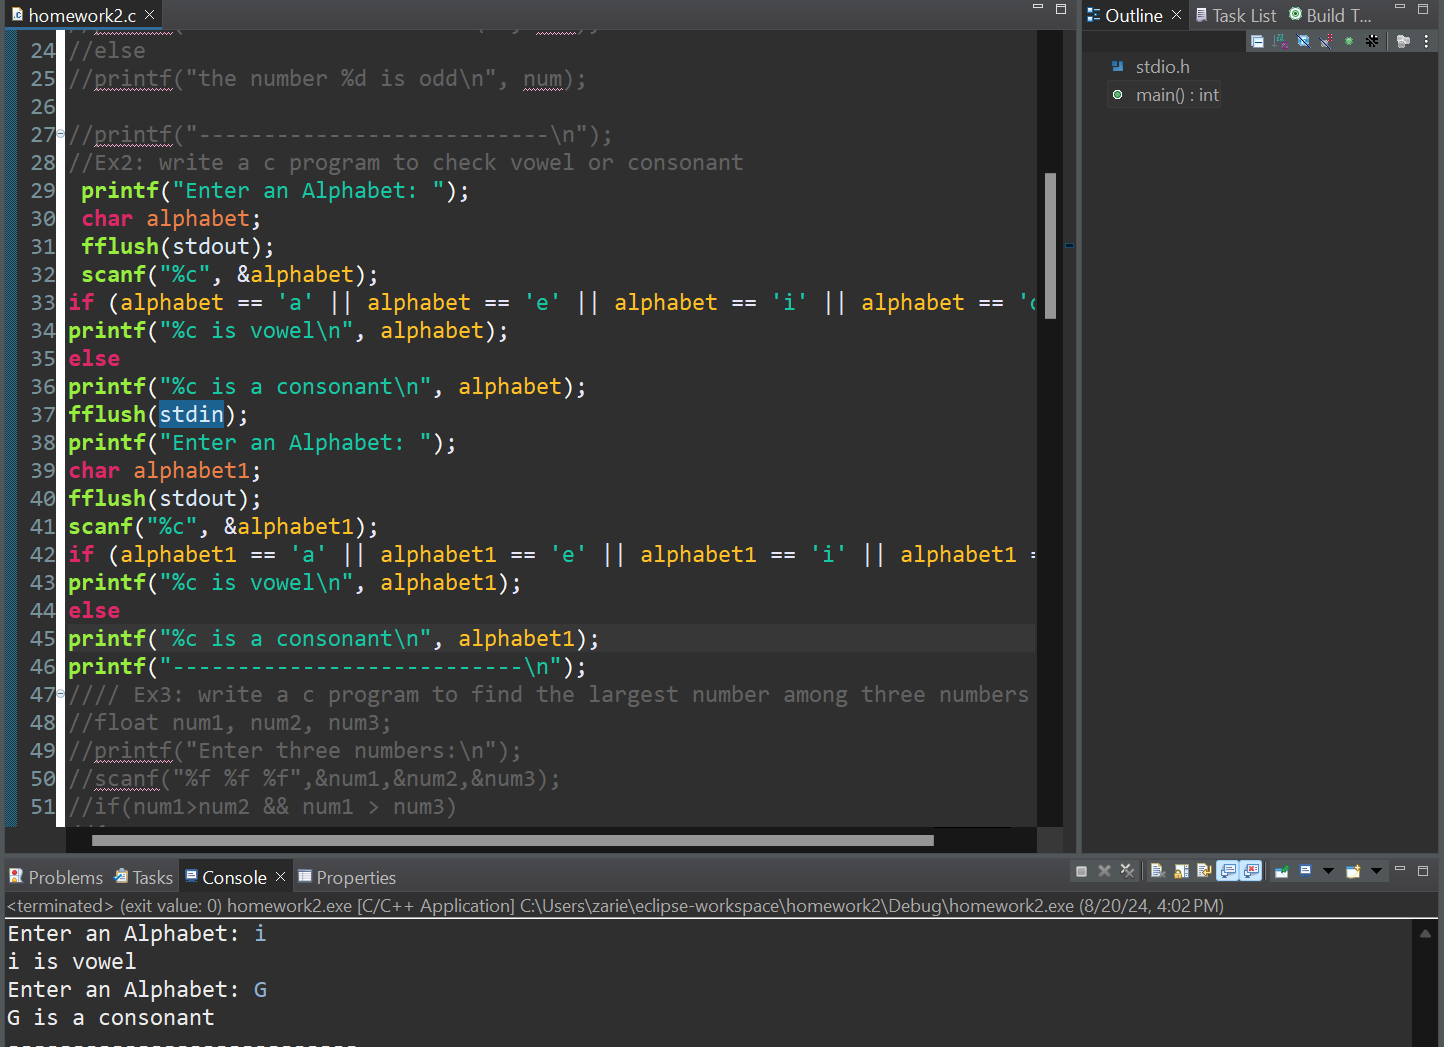 homework2.c
24 //else
25 //printf("the number %d is odd\n", num);
26
27 //printf("---------------------------\n");
28 //Ex2: write a c program to check vowel or consonant
29 printf("Enter an Alphabet: ");
30 char alphabet;
31 fflush(stdout);
32 scanf("%c", &alphabet);
33 if (alphabet == 'a' || alphabet == 'e' || alphabet == 'i' || alphabet == '
34 printf("%c is vowel\n", alphabet);
35 else
36 printf("%c is a consonant\n", alphabet);
37 fflush(stdin);
38 printf("Enter an Alphabet: ");
39 char alphabet1;
40 fflush(stdout);
41 scanf("%c", &alphabet1);
42 if (alphabet1 == 'a' || alphabet1 == 'e' || alphabet1 == 'i' || alphabet1 =
43 printf("%c is vowel\n", alphabet1);
44 else
45 printf("%c is a consonant\n", alphabet1);
46 printf("---------------------------\n");
47 //// Ex3: write a c program to find the largest number among three numbers
48 //float num1, num2, num3;
49 //printf("Enter three numbers:\n");
50 //scanf("%f %f %f",&num1,&num2,&num3);
51 //if(num1>num2 && num1 > num3)
Outline Task List Build T...
stdio.h
main() : int
Problems Tasks Console Properties
<terminated> (exit value: 0) homework2.exe [C/C++ Application] C:\Users\zarie\eclipse-workspace\homework2\Debug\homework2.exe (8/20/24, 4:02 PM)
Enter an Alphabet: i
i is vowel
Enter an Alphabet: G
G is a consonant
---------------------------